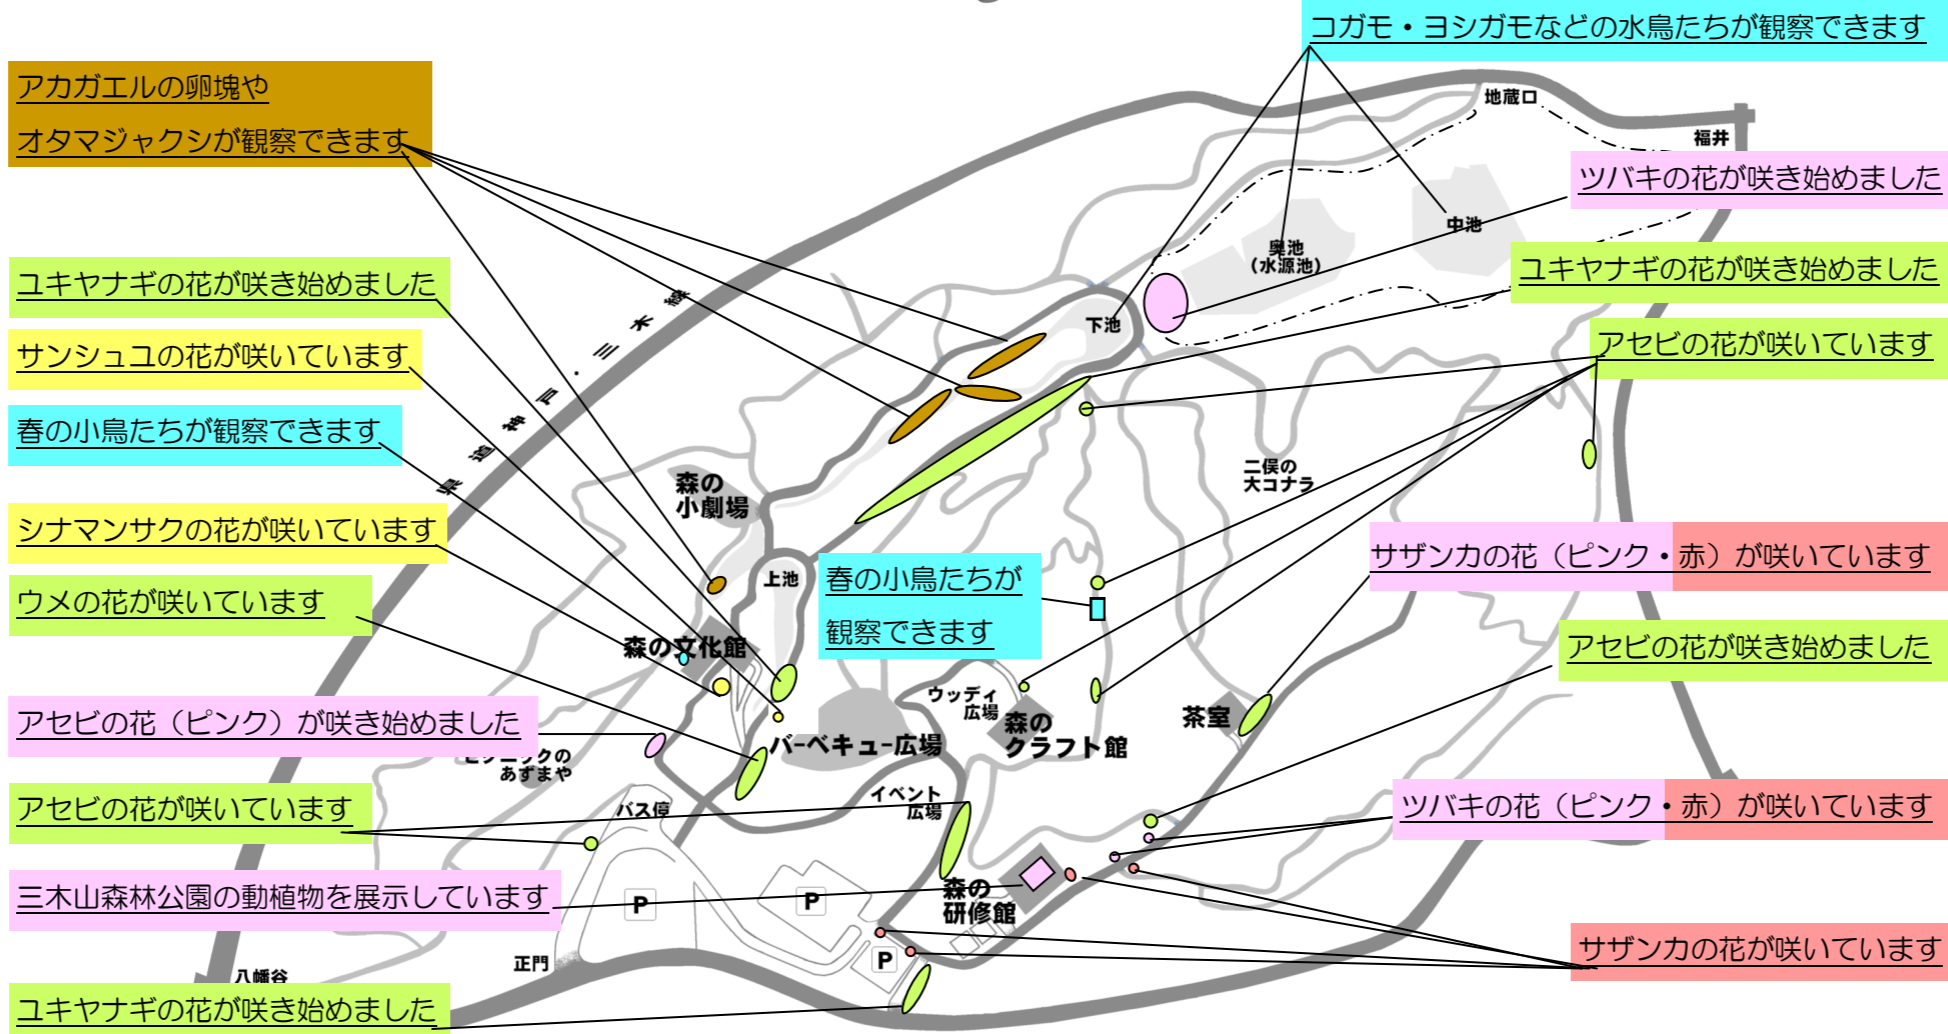 コガモ・ヨシガモなどの水鳥たちが観察できます
アカガエルの卵塊や
オタマジャクシが観察できます
地蔵口
福井
ツバキの花が咲き始めました
中池
奥池
(水源池)
ユキヤナギの花が咲き始めました
ユキヤナギの花が咲き始めました
県道神戸・三木線
下池
サンシュユの花が咲いています
アセビの花が咲いています
春の小鳥たちが観察できます
二俣の
大コナラ
森の
小劇場
シナマンサクの花が咲いています
サザンカの花（ピンク・赤）が咲いています
上池
春の小鳥たちが
観察できます
ウメの花が咲いています
森の文化館
アセビの花が咲き始めました
ウッディ
広場
森の
クラフト館
茶室
アセビの花（ピンク）が咲き始めました
バーベキュー広場
ピクニックの
あずまや
アセビの花が咲いています
バス停
イベント
広場
ツバキの花（ピンク・赤）が咲いています
三木山森林公園の動植物を展示しています
P
P
森の
研修館
サザンカの花が咲いています
P
正門
八幡谷
ユキヤナギの花が咲き始めました